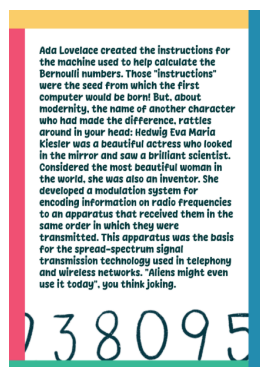 Ada Lovelace created the instructions for
the machine used to help calculate the
Bernoulli numbers. Those "instructions"
were the seed from which the first
computer would be born! But, about
modernity, the name of another character
who had made the difference, rattles
around in your head: Hedwig Eva Maria
Kiesler was a beautiful actress who looked
in the mirror and saw a brilliant scientist.
Considered the most beautiful woman in
the world, she was also an inventor. She
developed a modulation system for
encoding information on radio frequencies
to an apparatus that received them in the
same order in which they were
transmitted. This apparatus was the basis
for the spread-spectrum signal
transmission technology used in telephony
and wireless networks. "Aliens might even
use it today", you think joking.
38095